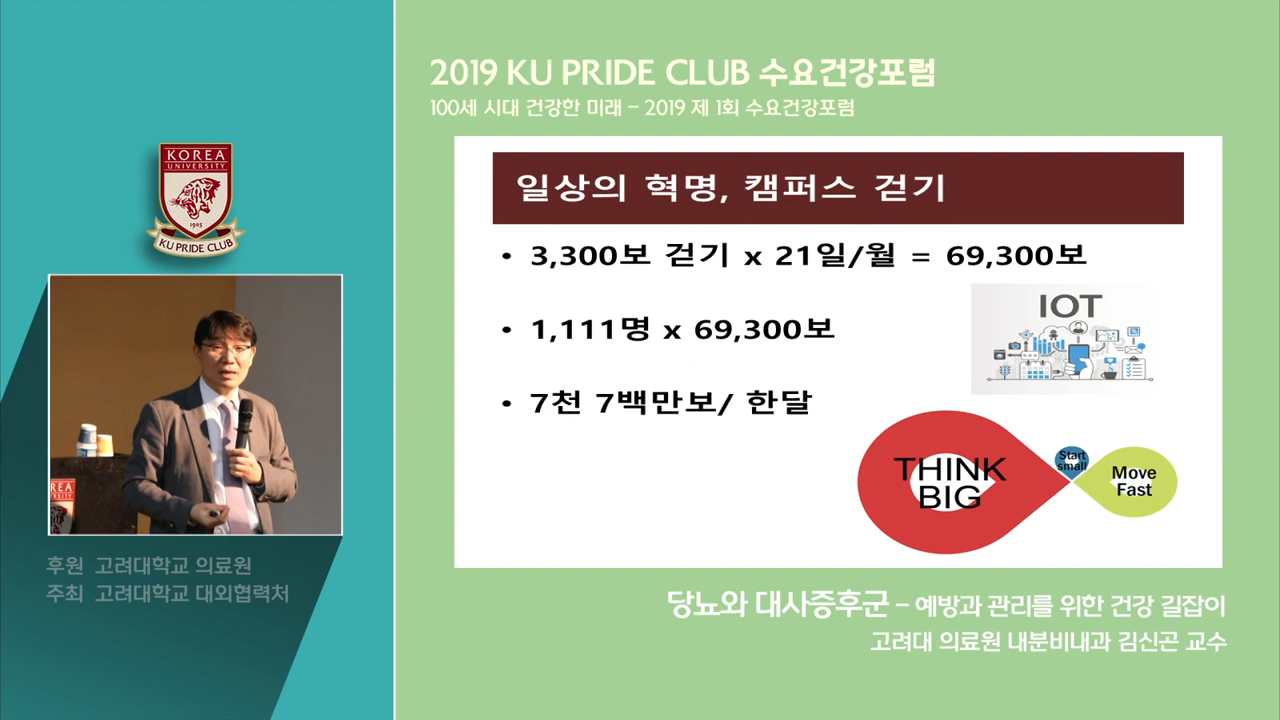 2019 KU PRIDE CLUB 수요건강포럼
100세 시대 건강한 미래 - 2019 제 1회 수요건강포럼
KOREA
UNIVERSITY
1905
KU PRIDE CLUB
일상의 혁명, 캠퍼스 걷기
• 3,300보 걷기 x 21일/월 = 69,300보
• 1,111명 x 69,300보
• 7천 7백만보/ 한달
IOT
THINK
BIG
Start
small
Move
Fast
REA
후원 고려대학교 의료원
주최 고려대학교 대외협력처
당뇨와 대사증후군 - 예방과 관리를 위한 건강 길잡이
고려대 의료원 내분비내과 김신곤 교수